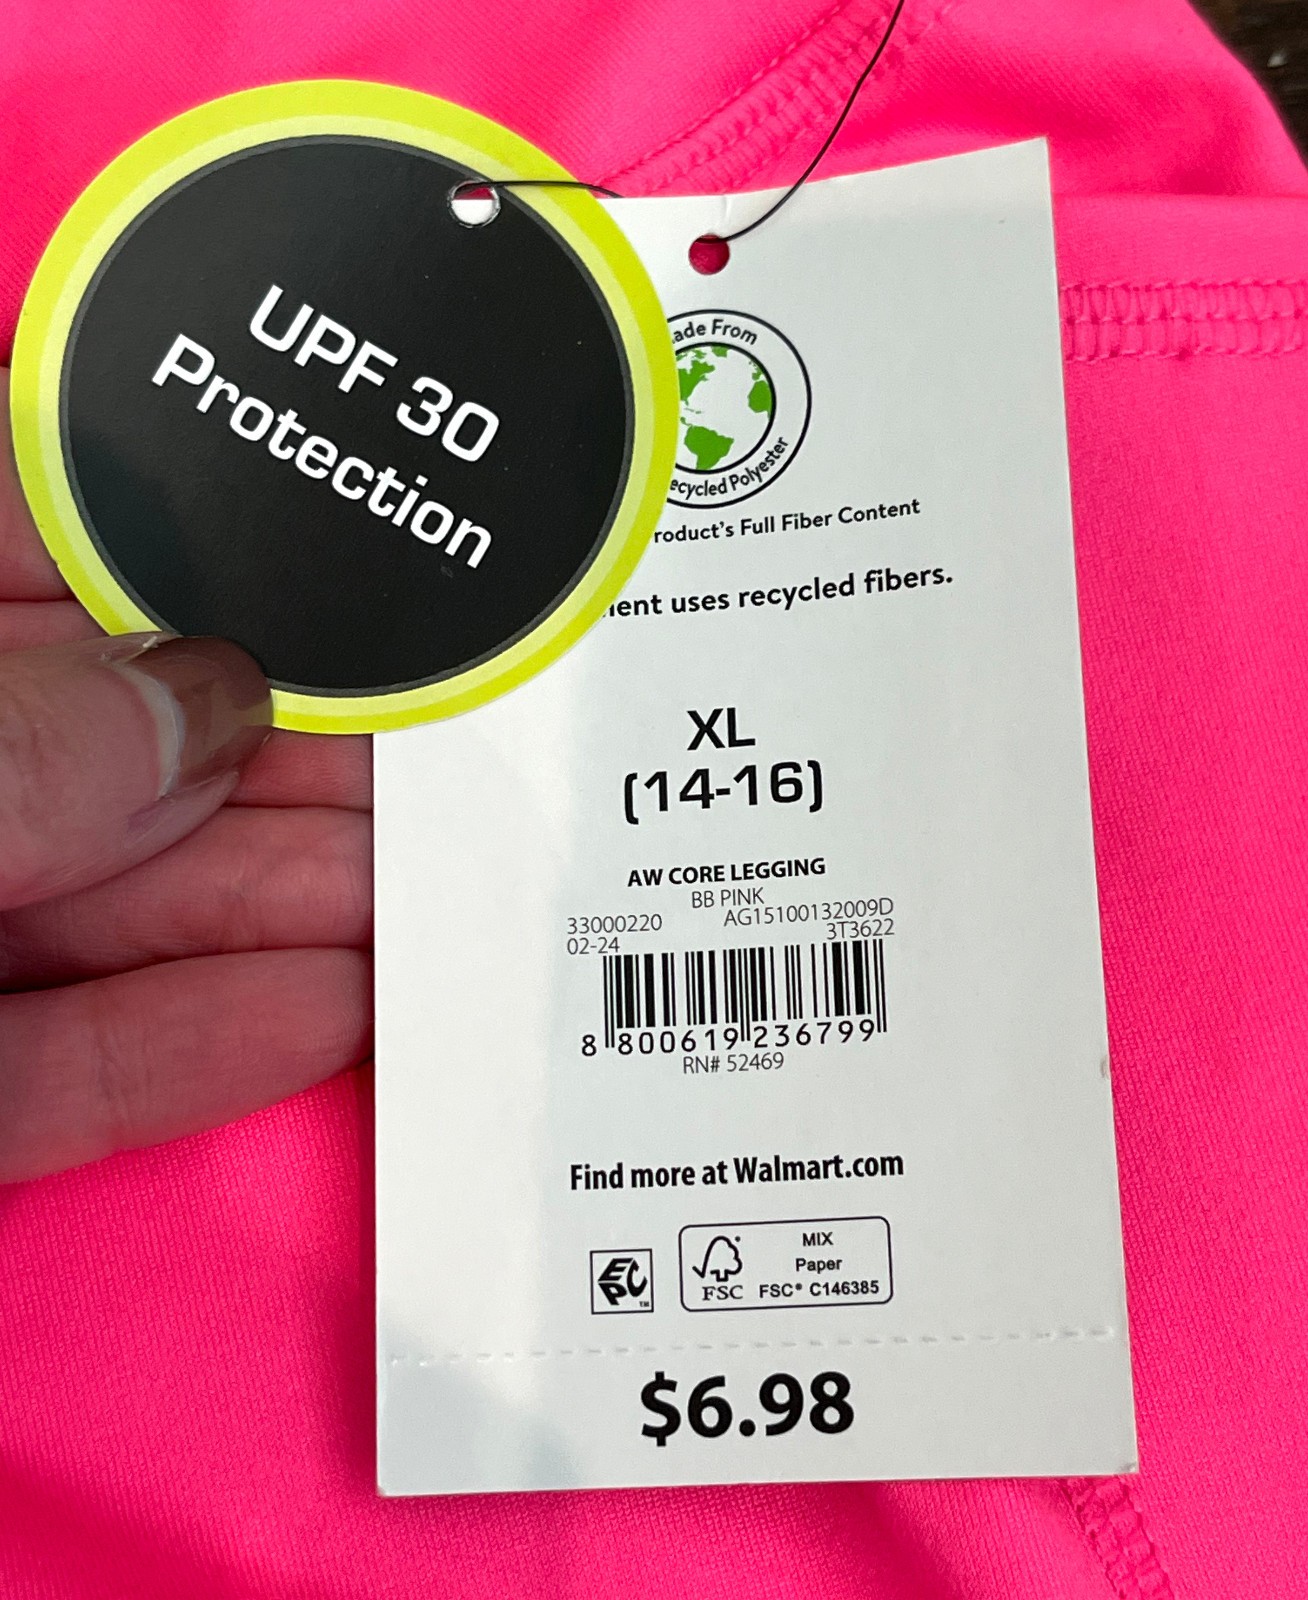 UPF 30
Protection
ade From
ecycled Polyester
roduct's Full Fiber Content
uses recycled fibers.
XL
(14-16)
AW CORE LEGGING
BB PINK
33000220 AG15100132009D
02-24 3T3622
8 800619 236799
RN# 52469
Find more at Walmart.com
EPC TM
MIX
Paper
FSC FSC® C146385
$6.98